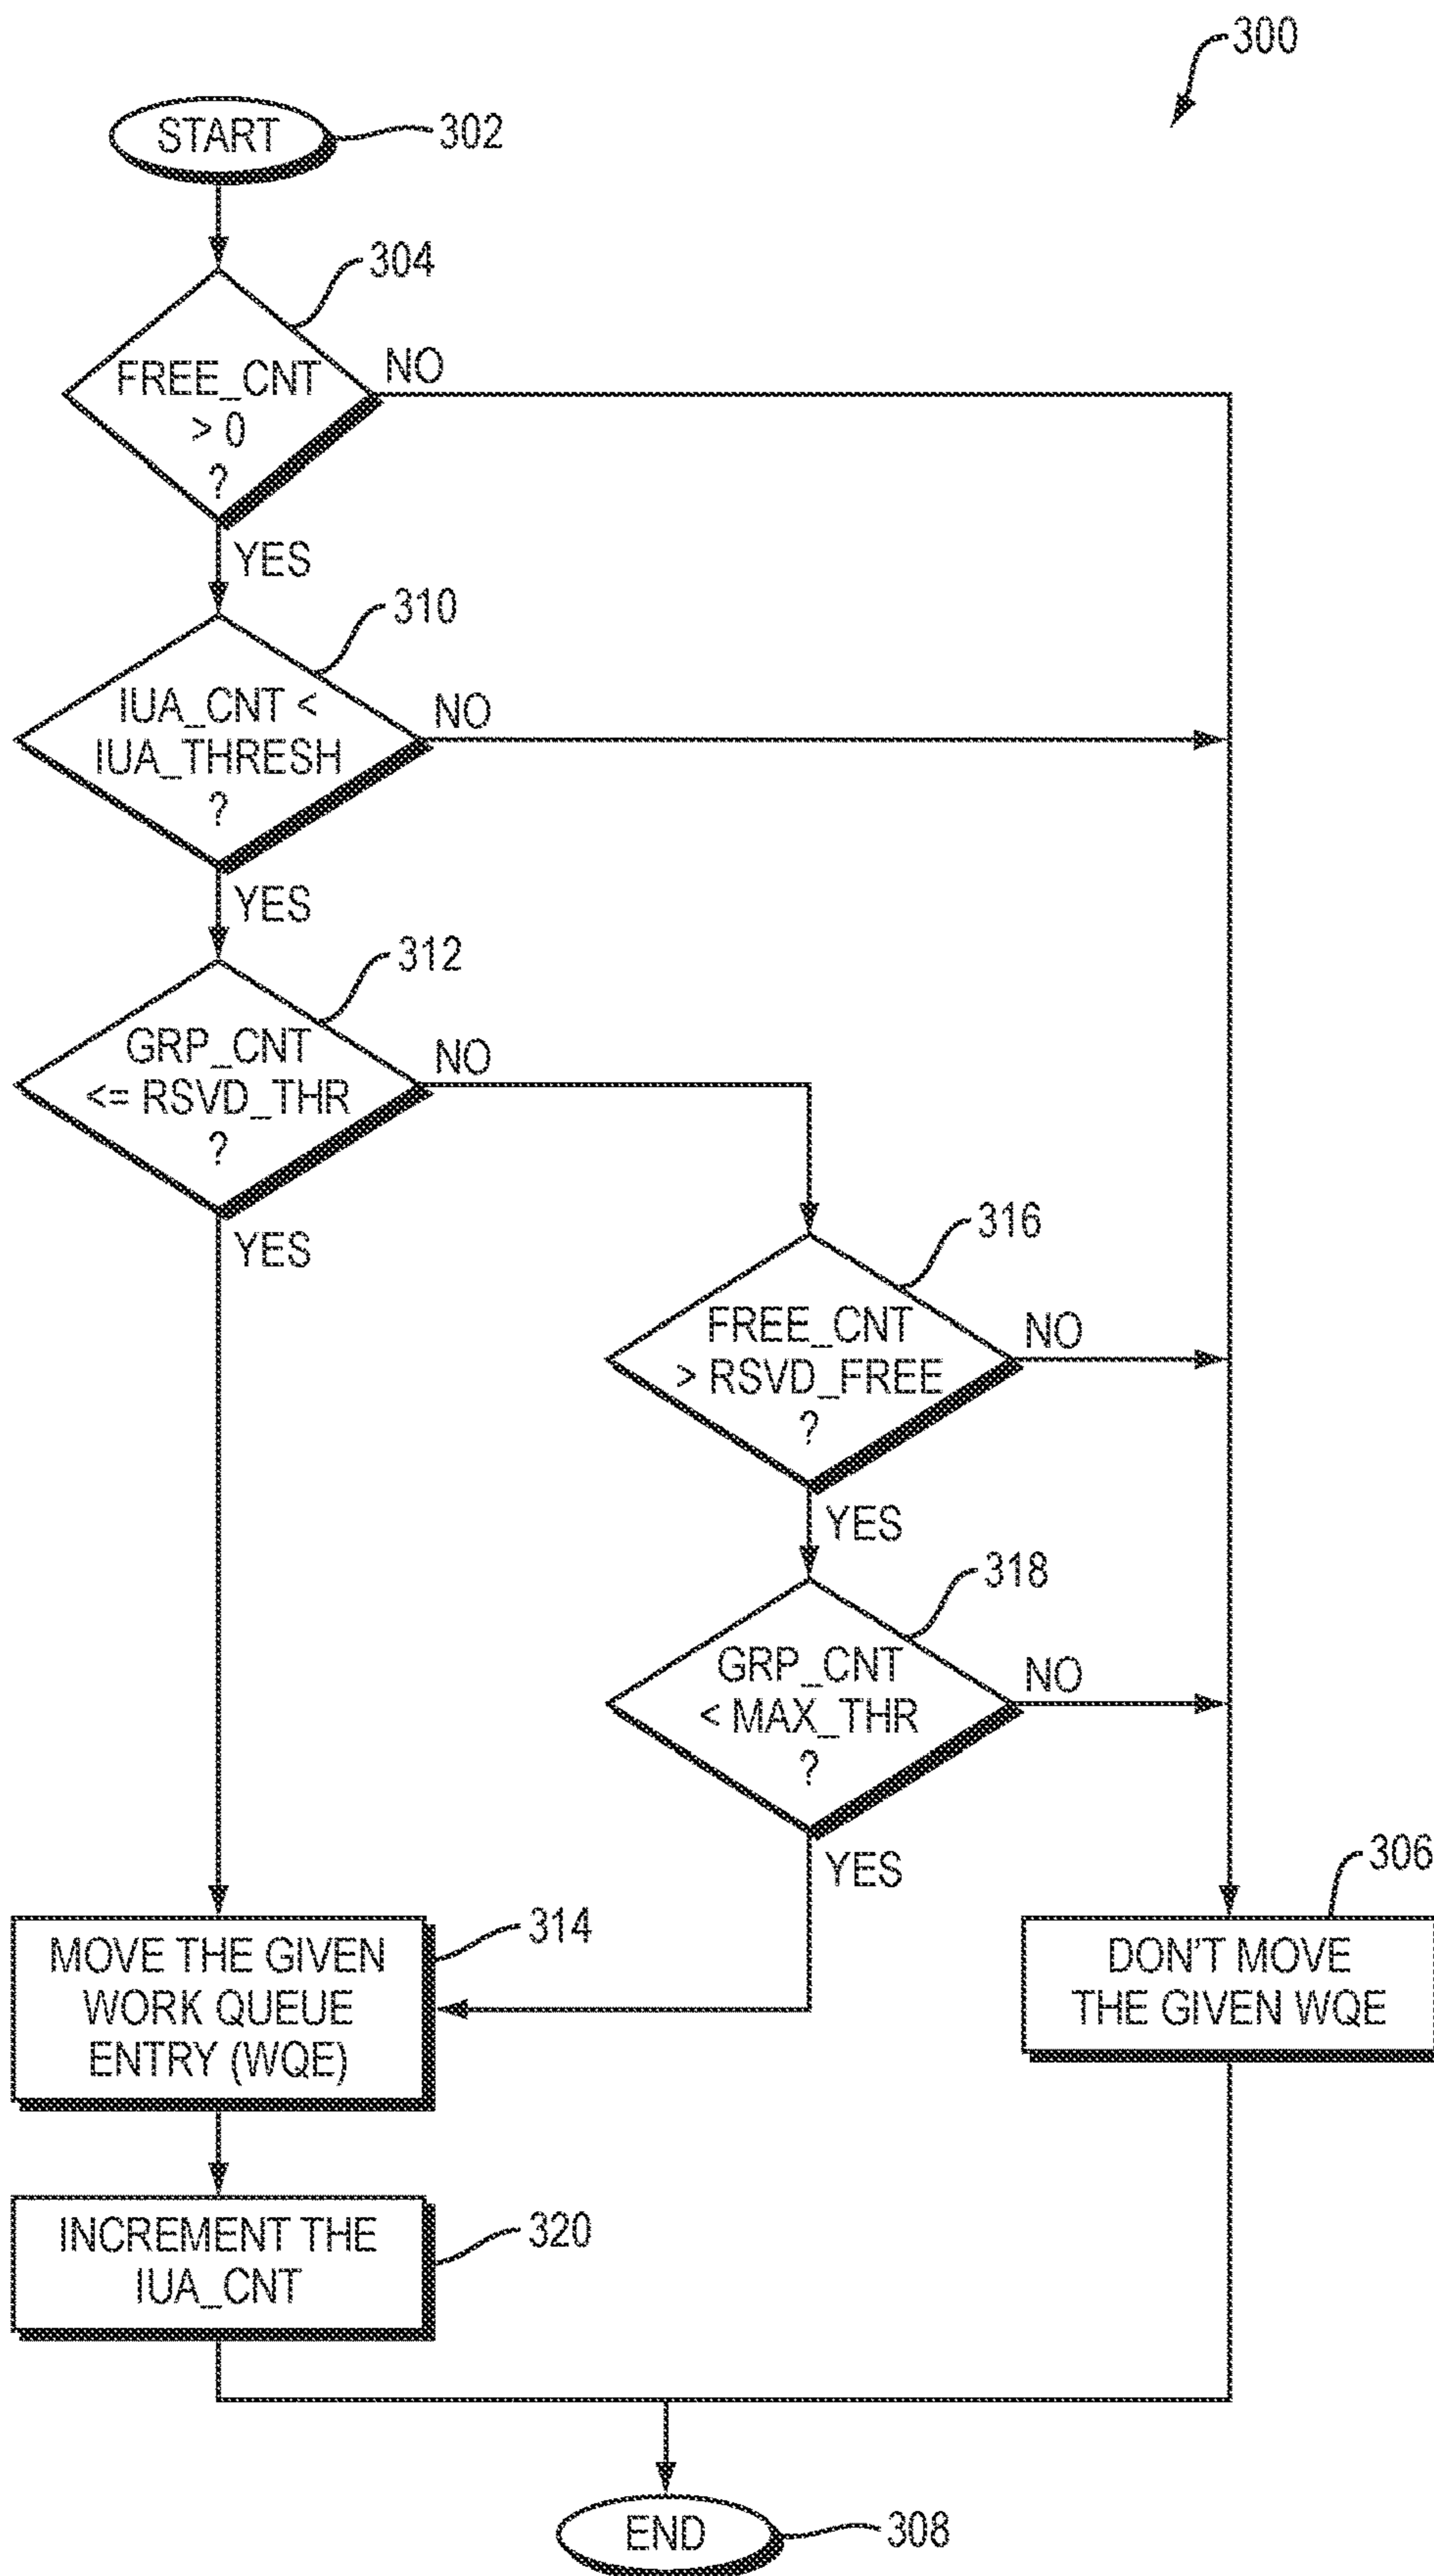 300
START
302
304
FREE_CNT
> 0
?
NO
YES
310
IUA_CNT <
IUA_THRESH
?
NO
YES
312
GRP_CNT
<= RSVD_THR
?
NO
YES
316
FREE_CNT
> RSVD_FREE
?
NO
YES
318
GRP_CNT
< MAX_THR
?
NO
YES
306
314
MOVE THE GIVEN
WORK QUEUE
ENTRY (WQE)
DON'T MOVE
THE GIVEN WQE
INCREMENT THE
IUA_CNT
320
END
308